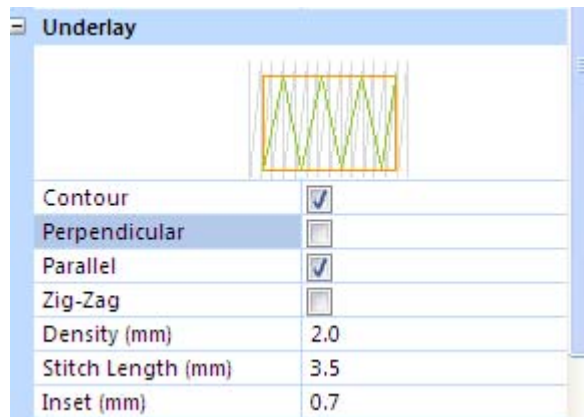 Underlay
Contour
Perpendicular
Parallel
Zig-Zag
Density (mm) 2.0
Stitch Length (mm) 3.5
Inset (mm) 0.7